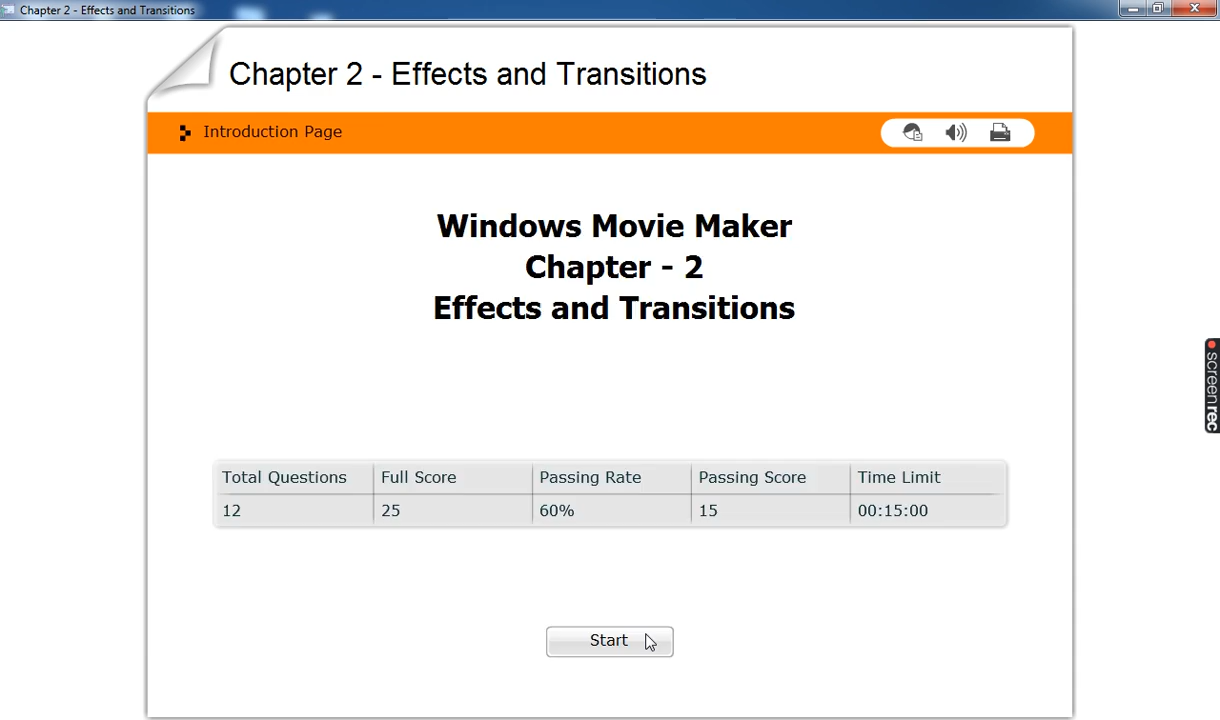 Chapter 2 - Effects and Transitions
Chapter 2 - Effects and Transitions
Introduction Page
Windows Movie Maker
Chapter - 2
Effects and Transitions
Total Questions Full Score Passing Rate Passing Score Time Limit
12 25 60% 15 00:15:00
Start
screenrec